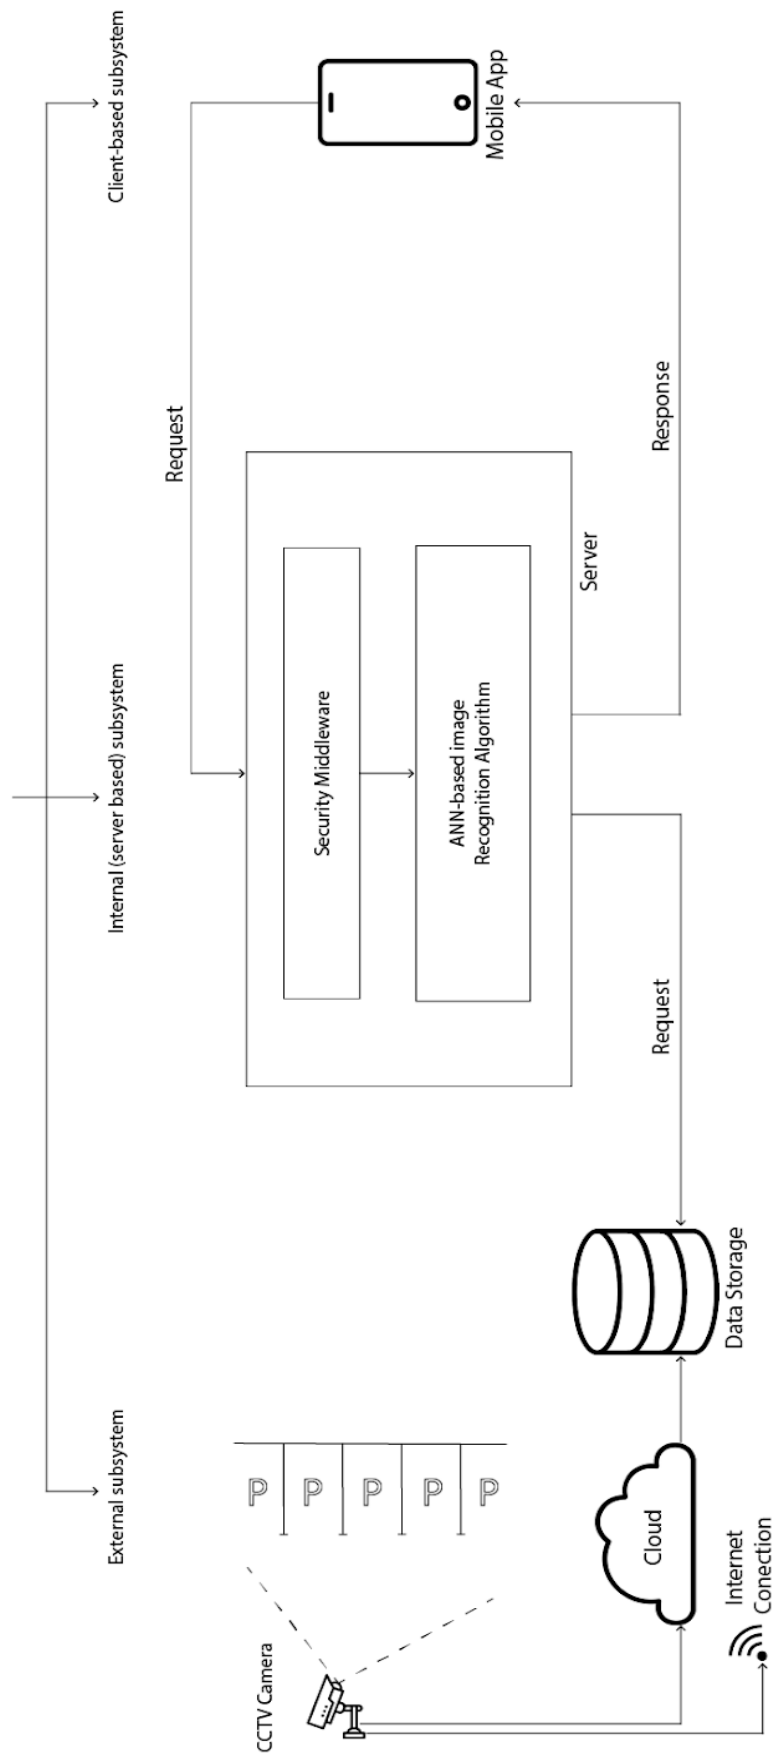 External subsystem
Internal (server based) subsystem
Client-based subsystem
Request
CCTV Camera
P
P
P
P
P
Security Middleware
ANN-based image
Recognition Algorithm
Mobile App
Server
Cloud
Request
Response
Internet
Conection
Data Storage